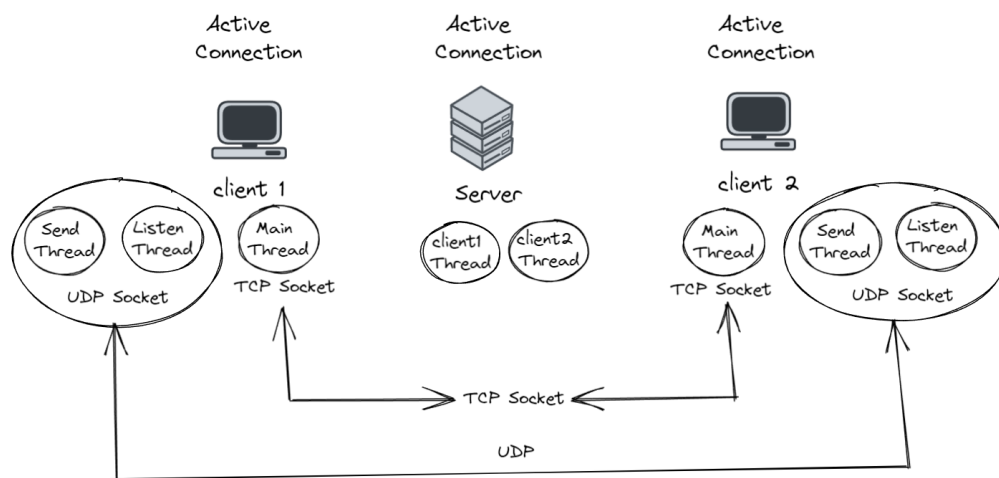 Active
Connection
Active
Connection
Active
Connection
client 1
Server
client 2
Send
Thread
Listen
Thread
UDP Socket
Main
Thread
TCP Socket
client1
Thread
client2
Thread
Main
Thread
TCP Socket
Send
Thread
Listen
Thread
UDP Socket
TCP Socket
UDP